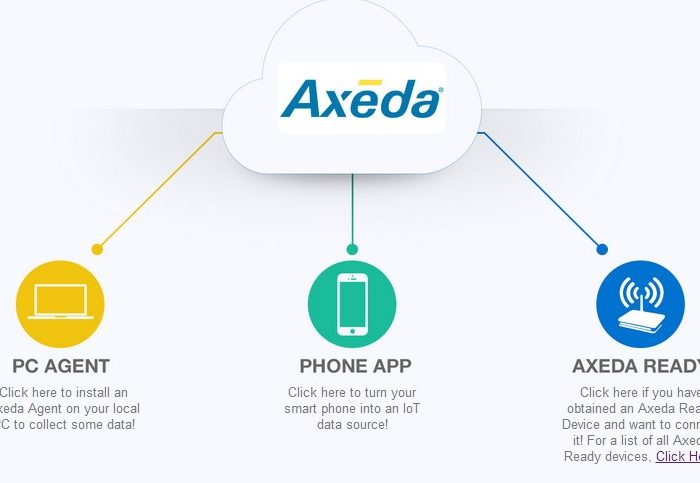 Axeda®
PC AGENT
Click here to install an
xeda Agent on your local
C to collect some data!
PHONE APP
Click here to turn your
smart phone into an IoT
data source!
AXEDA READY
Click here if you have
obtained an Axeda Rea
Device and want to conn
it! For a list of all Axed
Ready devices, Click He